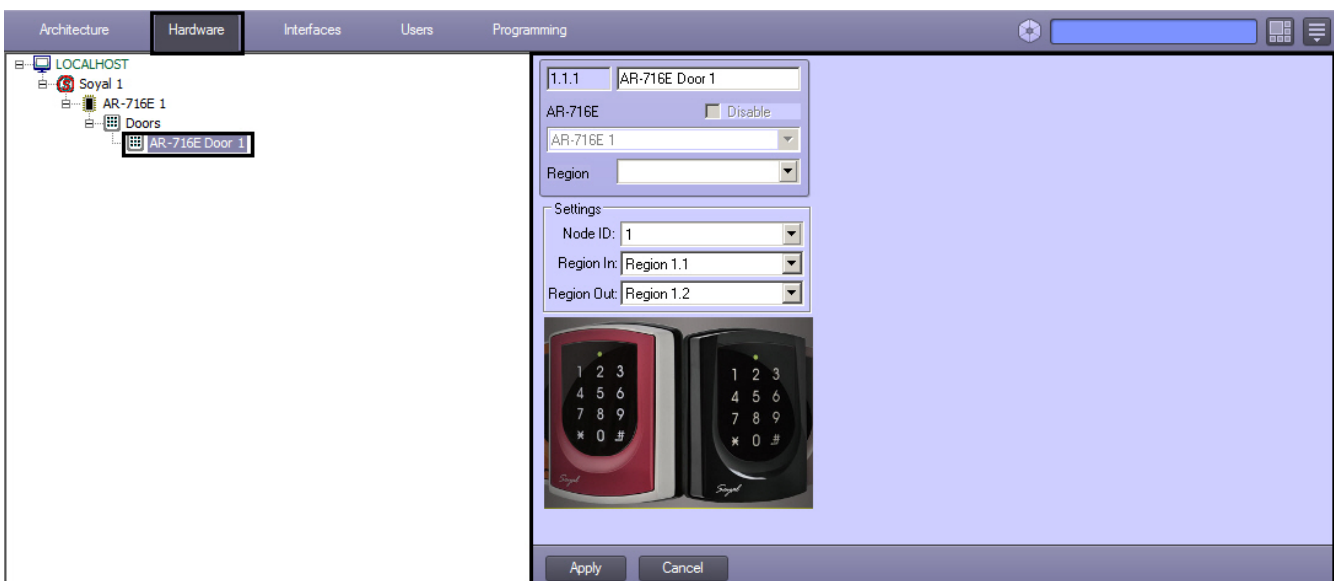 Architecture Hardware Interfaces Users Programming
LOCALHOST
Soyal 1
AR-716E 1
Doors
AR-716E Door 1
1.1.1 AR-716E Door 1
AR-716E Disable
AR-716E 1
Region
Settings
Node ID: 1
Region In: Region 1.1
Region Out: Region 1.2
1 2 3
4 5 6
7 8 9
* 0 #
Soyal
1 2 3
4 5 6
7 8 9
* 0 #
Soyal
Apply Cancel